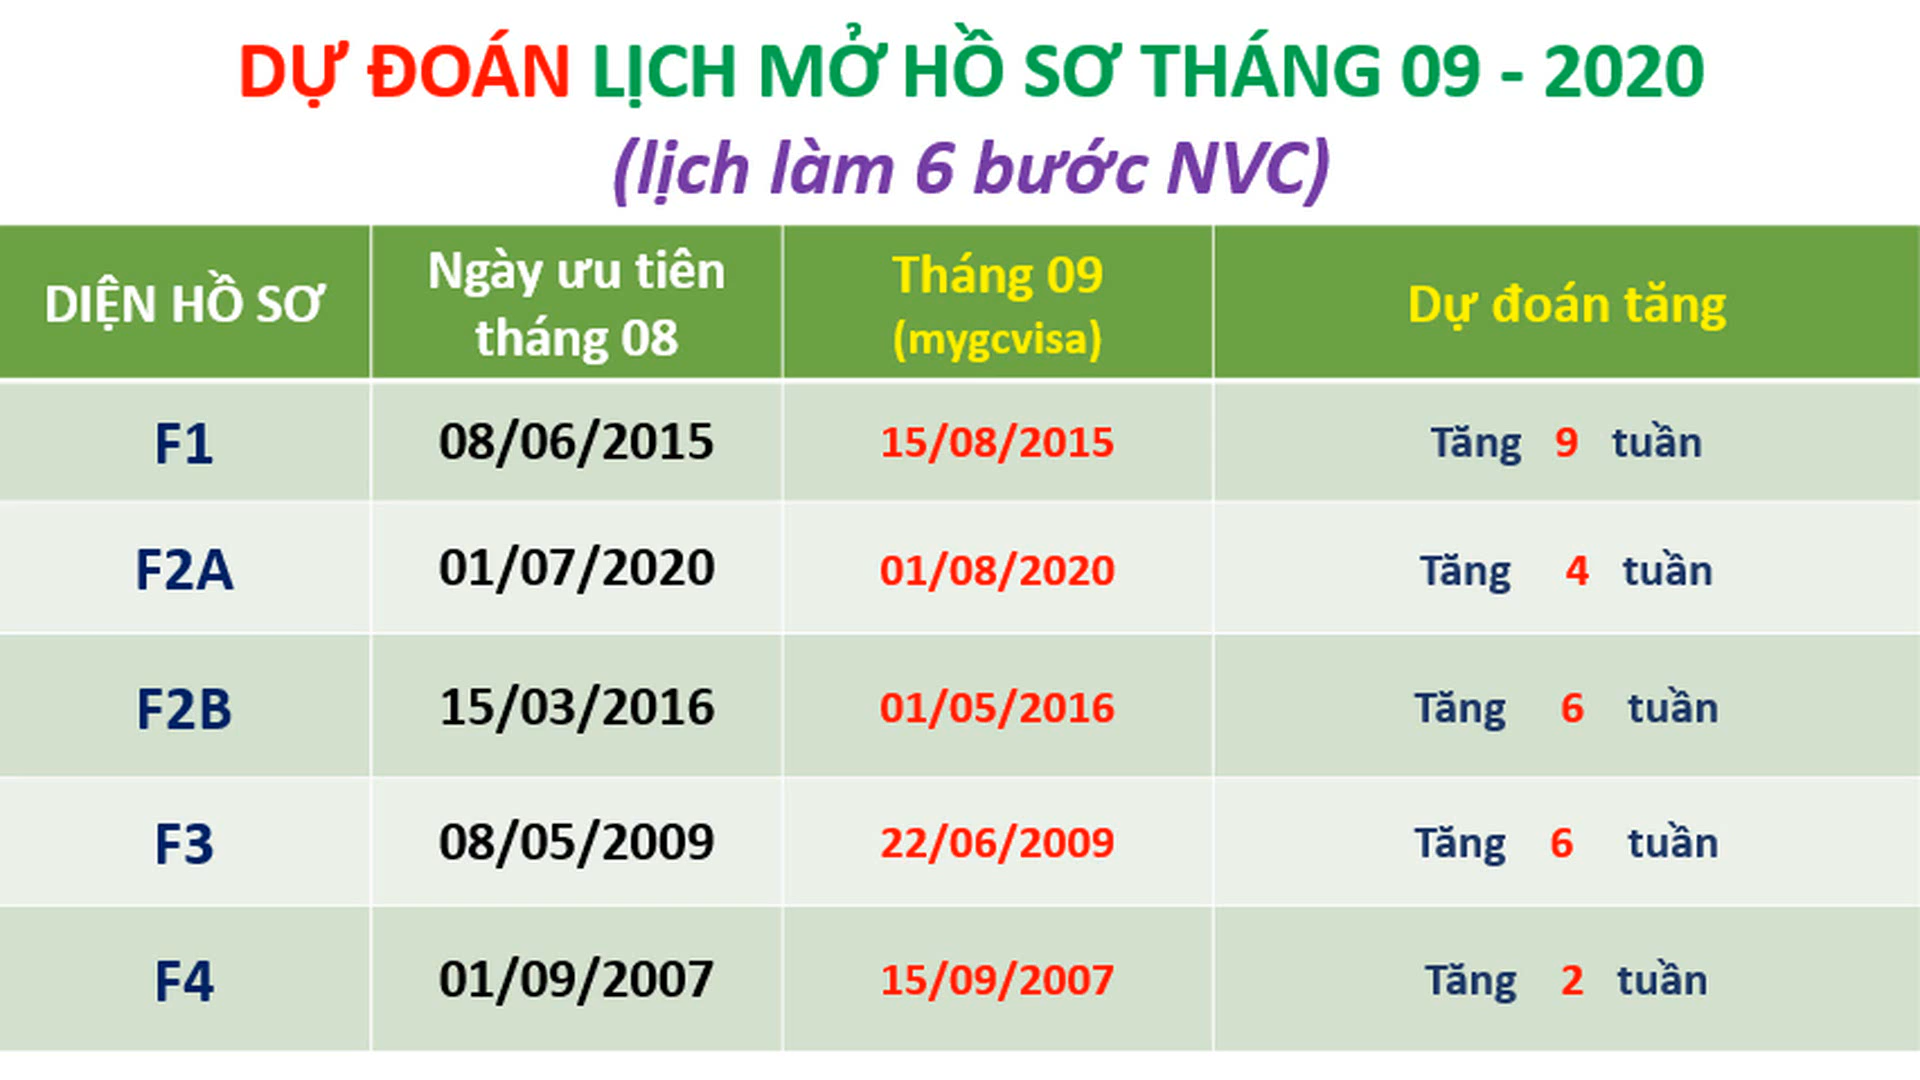 DỰ ĐOÁN LỊCH MỞ HỒ SƠ THÁNG 09 - 2020
(lịch làm 6 bước NVC)
DIỆN HỒ SƠ
Ngày ưu tiên
tháng 08
Tháng 09
(mygcvisa)
Dự đoán tăng
F1 08/06/2015 15/08/2015 Tăng 9 tuần
F2A 01/07/2020 01/08/2020 Tăng 4 tuần
F2B 15/03/2016 01/05/2016 Tăng 6 tuần
F3 08/05/2009 22/06/2009 Tăng 6 tuần
F4 01/09/2007 15/09/2007 Tăng 2 tuần